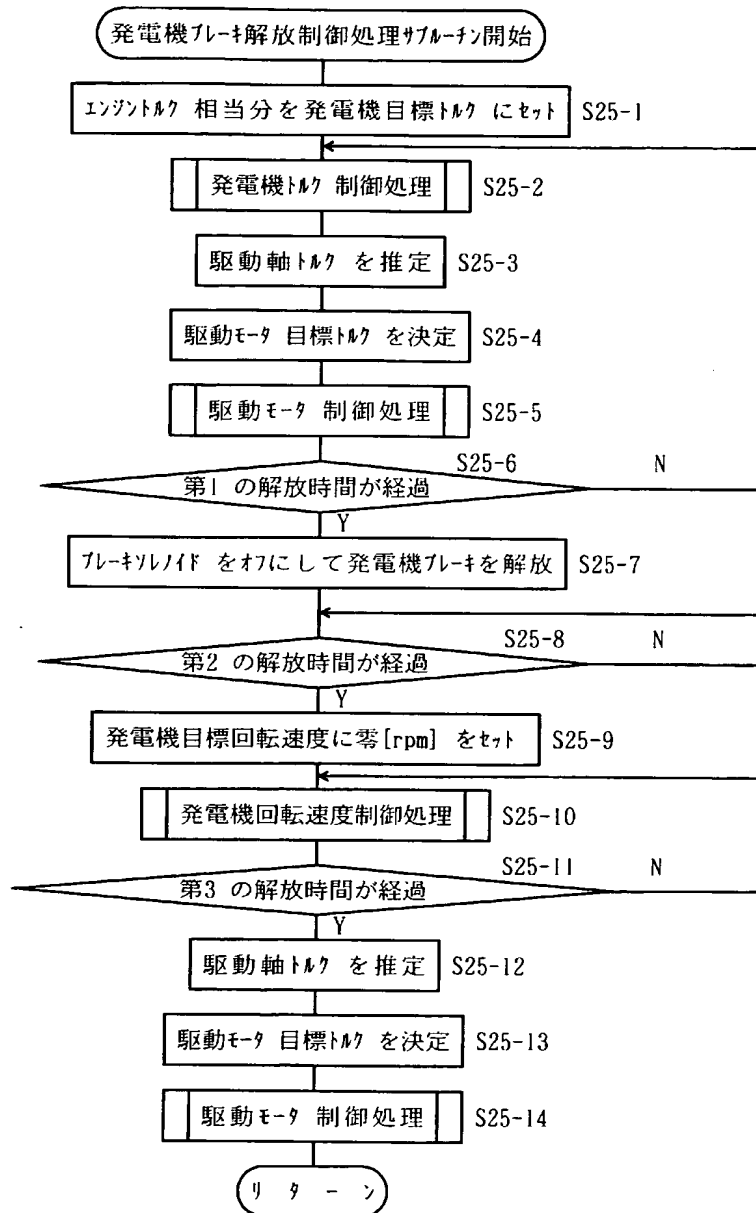 発電機ﾌﾞﾚｰｷ解放制御処理ｻﾌﾞﾙｰﾁﾝ開始
ｴﾝｼﾞﾝﾄﾙｸ 相当分を発電機目標ﾄﾙｸ にｾｯﾄ S25-1
発電機ﾄﾙｸ 制御処理 S25-2
駆動軸ﾄﾙｸ を推定 S25-3
駆動ﾓｰﾀ 目標ﾄﾙｸ を決定 S25-4
駆動ﾓｰﾀ 制御処理 S25-5
S25-6 N
第1 の解放時間が経過
Y
ﾌﾞﾚｰｷｿﾚﾉｲﾄﾞ をｵﾌにして発電機ﾌﾞﾚｰｷを解放 S25-7
S25-8 N
第2 の解放時間が経過
Y
発電機目標回転速度に零[rpm] をｾｯﾄ S25-9
発電機回転速度制御処理 S25-10
S25-11 N
第3 の解放時間が経過
Y
駆動軸ﾄﾙｸ を推定 S25-12
駆動ﾓｰﾀ 目標ﾄﾙｸ を決定 S25-13
駆動ﾓｰﾀ 制御処理 S25-14
ﾘ ﾀ ｰ ﾝ